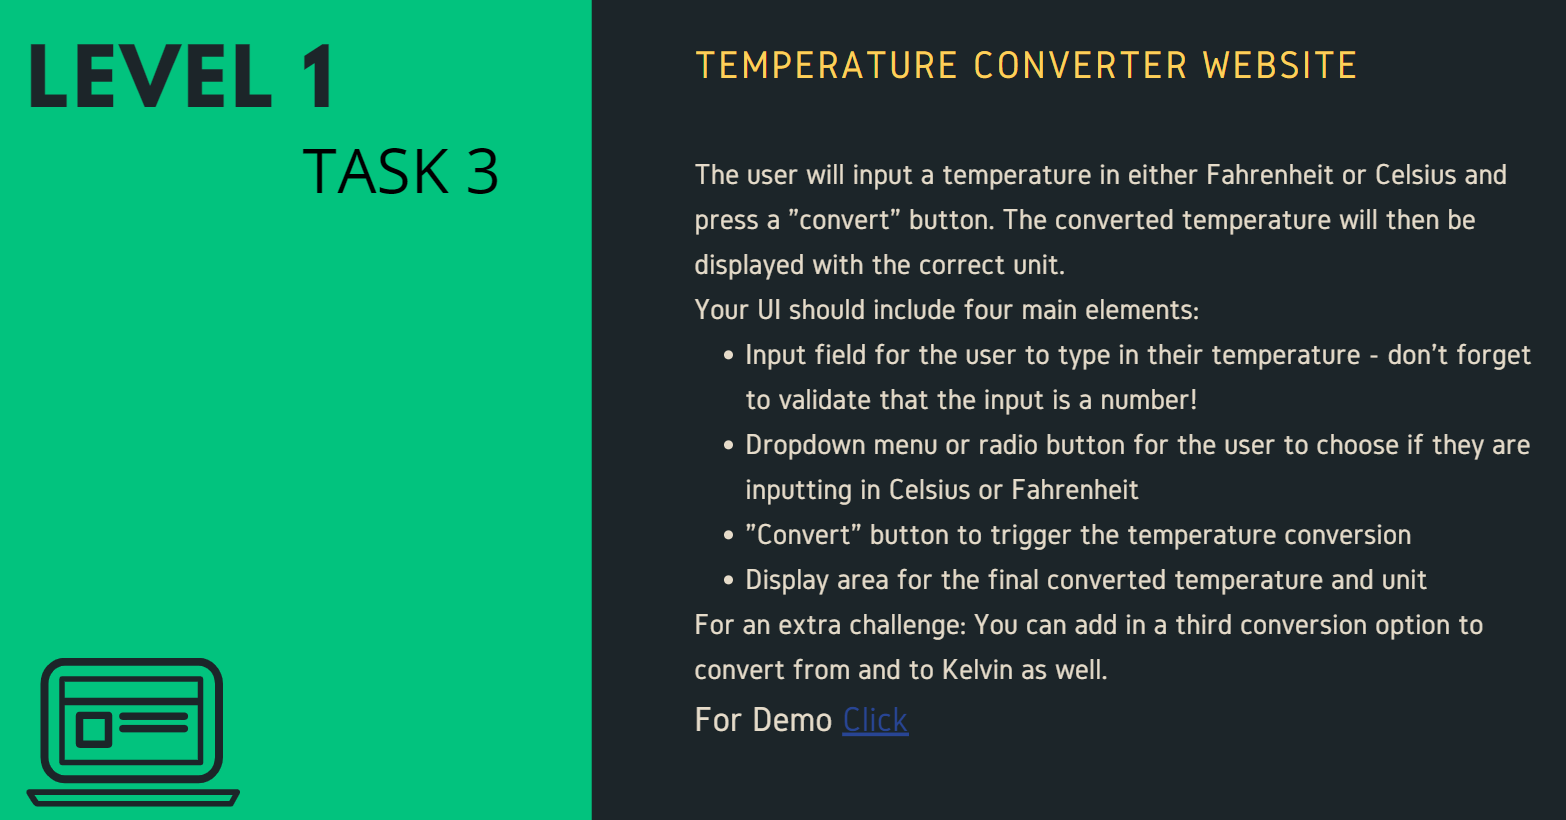 LEVEL 1
TASK 3
TEMPERATURE CONVERTER WEBSITE
The user will input a temperature in either Fahrenheit or Celsius and
press a ”convert” button. The converted temperature will then be
displayed with the correct unit.
Your UI should include four main elements:
• Input field for the user to type in their temperature - don’t forget
to validate that the input is a number!
• Dropdown menu or radio button for the user to choose if they are
inputting in Celsius or Fahrenheit
• ”Convert” button to trigger the temperature conversion
• Display area for the final converted temperature and unit
For an extra challenge: You can add in a third conversion option to
convert from and to Kelvin as well.
For Demo Click